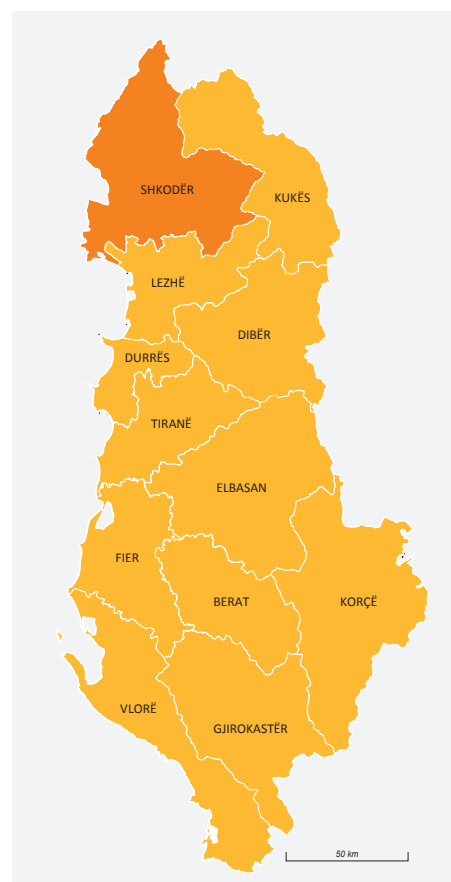 SHKODËR
KUKËS
LEZHË
DIBËR
DURRËS
TIRANË
ELBASAN
FIER
BERAT
KORÇË
VLORË
GJIROKASTËR
50 km